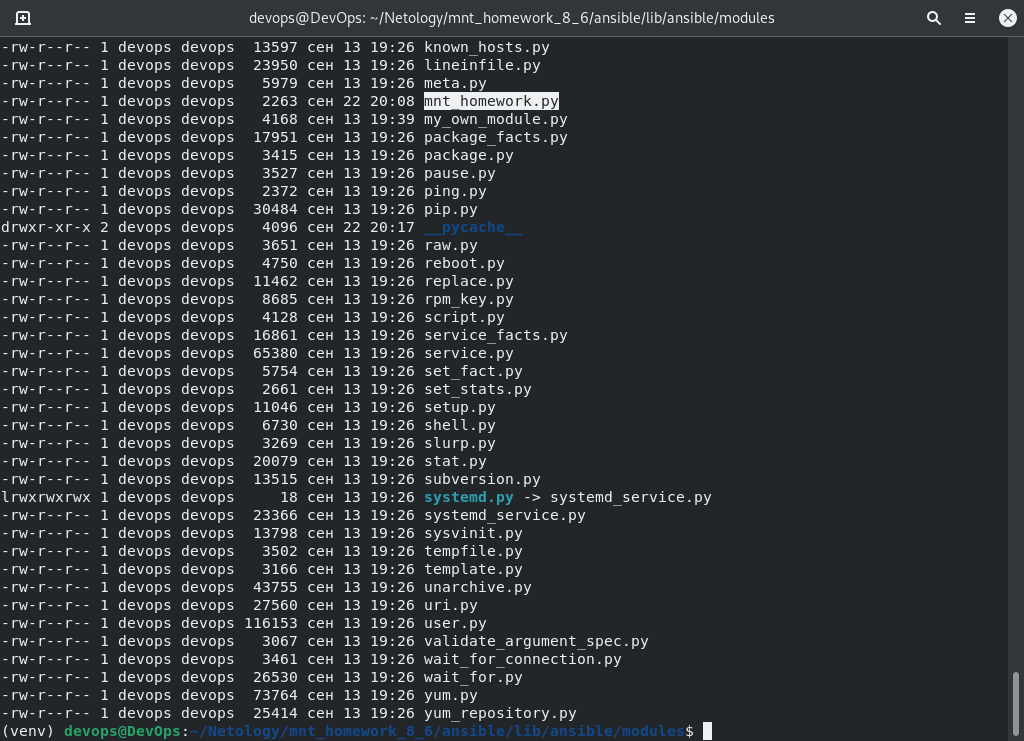 devops@DevOps: ~/Netology/mnt_homework_8_6/ansible/lib/ansible/modules
-rw-r--r-- 1 devops devops  13597 сен 13 19:26 known_hosts.py
-rw-r--r-- 1 devops devops  23950 сен 13 19:26 lineinfile.py
-rw-r--r-- 1 devops devops   5979 сен 13 19:26 meta.py
-rw-r--r-- 1 devops devops   2263 сен 22 20:08 mnt_homework.py
-rw-r--r-- 1 devops devops   4168 сен 13 19:39 my_own_module.py
-rw-r--r-- 1 devops devops  17951 сен 13 19:26 package_facts.py
-rw-r--r-- 1 devops devops   3415 сен 13 19:26 package.py
-rw-r--r-- 1 devops devops   3527 сен 13 19:26 pause.py
-rw-r--r-- 1 devops devops   2372 сен 13 19:26 ping.py
-rw-r--r-- 1 devops devops  30484 сен 13 19:26 pip.py
drwxr-xr-x 2 devops devops   4096 сен 22 20:17 __pycache__
-rw-r--r-- 1 devops devops   3651 сен 13 19:26 raw.py
-rw-r--r-- 1 devops devops   4750 сен 13 19:26 reboot.py
-rw-r--r-- 1 devops devops  11462 сен 13 19:26 replace.py
-rw-r--r-- 1 devops devops   8685 сен 13 19:26 rpm_key.py
-rw-r--r-- 1 devops devops   4128 сен 13 19:26 script.py
-rw-r--r-- 1 devops devops  16861 сен 13 19:26 service_facts.py
-rw-r--r-- 1 devops devops  65380 сен 13 19:26 service.py
-rw-r--r-- 1 devops devops   5754 сен 13 19:26 set_fact.py
-rw-r--r-- 1 devops devops   2661 сен 13 19:26 set_stats.py
-rw-r--r-- 1 devops devops  11046 сен 13 19:26 setup.py
-rw-r--r-- 1 devops devops   6730 сен 13 19:26 shell.py
-rw-r--r-- 1 devops devops   3269 сен 13 19:26 slurp.py
-rw-r--r-- 1 devops devops  20079 сен 13 19:26 stat.py
-rw-r--r-- 1 devops devops  13515 сен 13 19:26 subversion.py
lrwxrwxrwx 1 devops devops     18 сен 13 19:26 systemd.py -> systemd_service.py
-rw-r--r-- 1 devops devops  23366 сен 13 19:26 systemd_service.py
-rw-r--r-- 1 devops devops  13798 сен 13 19:26 sysvinit.py
-rw-r--r-- 1 devops devops   3502 сен 13 19:26 tempfile.py
-rw-r--r-- 1 devops devops   3166 сен 13 19:26 template.py
-rw-r--r-- 1 devops devops  43755 сен 13 19:26 unarchive.py
-rw-r--r-- 1 devops devops  27560 сен 13 19:26 uri.py
-rw-r--r-- 1 devops devops 116153 сен 13 19:26 user.py
-rw-r--r-- 1 devops devops   3067 сен 13 19:26 validate_argument_spec.py
-rw-r--r-- 1 devops devops   3461 сен 13 19:26 wait_for_connection.py
-rw-r--r-- 1 devops devops  26530 сен 13 19:26 wait_for.py
-rw-r--r-- 1 devops devops  73764 сен 13 19:26 yum.py
-rw-r--r-- 1 devops devops  25414 сен 13 19:26 yum_repository.py
(venv) devops@DevOps:~/Netology/mnt_homework_8_6/ansible/lib/ansible/modules$